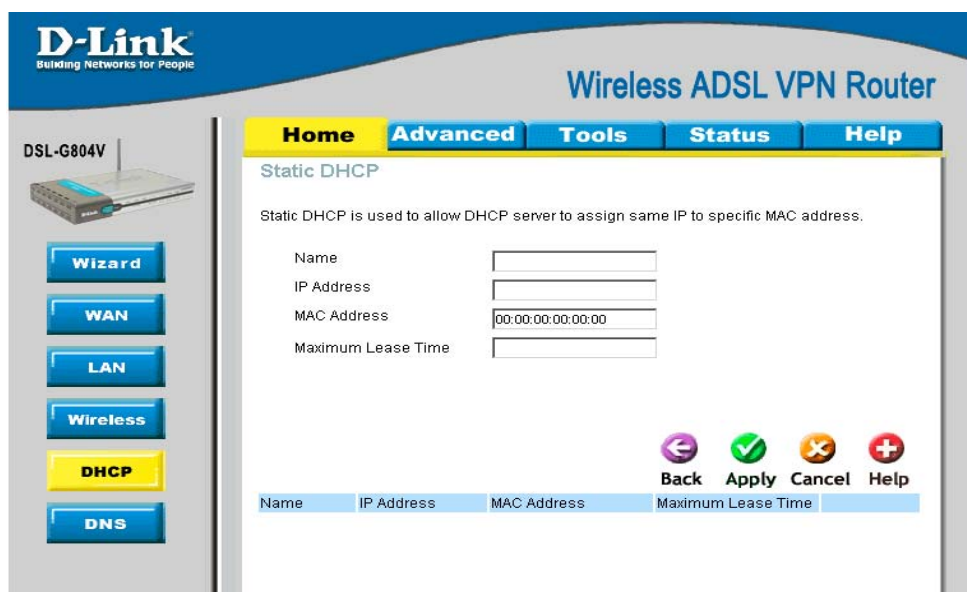 D-Link
Building Networks for People
Wireless ADSL VPN Router
DSL-G804V
Home Advanced Tools Status Help
Static DHCP
Static DHCP is used to allow DHCP server to assign same IP to specific MAC address.
Name
IP Address
MAC Address 00:00:00:00:00:00
Maximum Lease Time
Wizard
WAN
LAN
Wireless
DHCP
DNS
Back Apply Cancel Help
Name IP Address MAC Address Maximum Lease Time